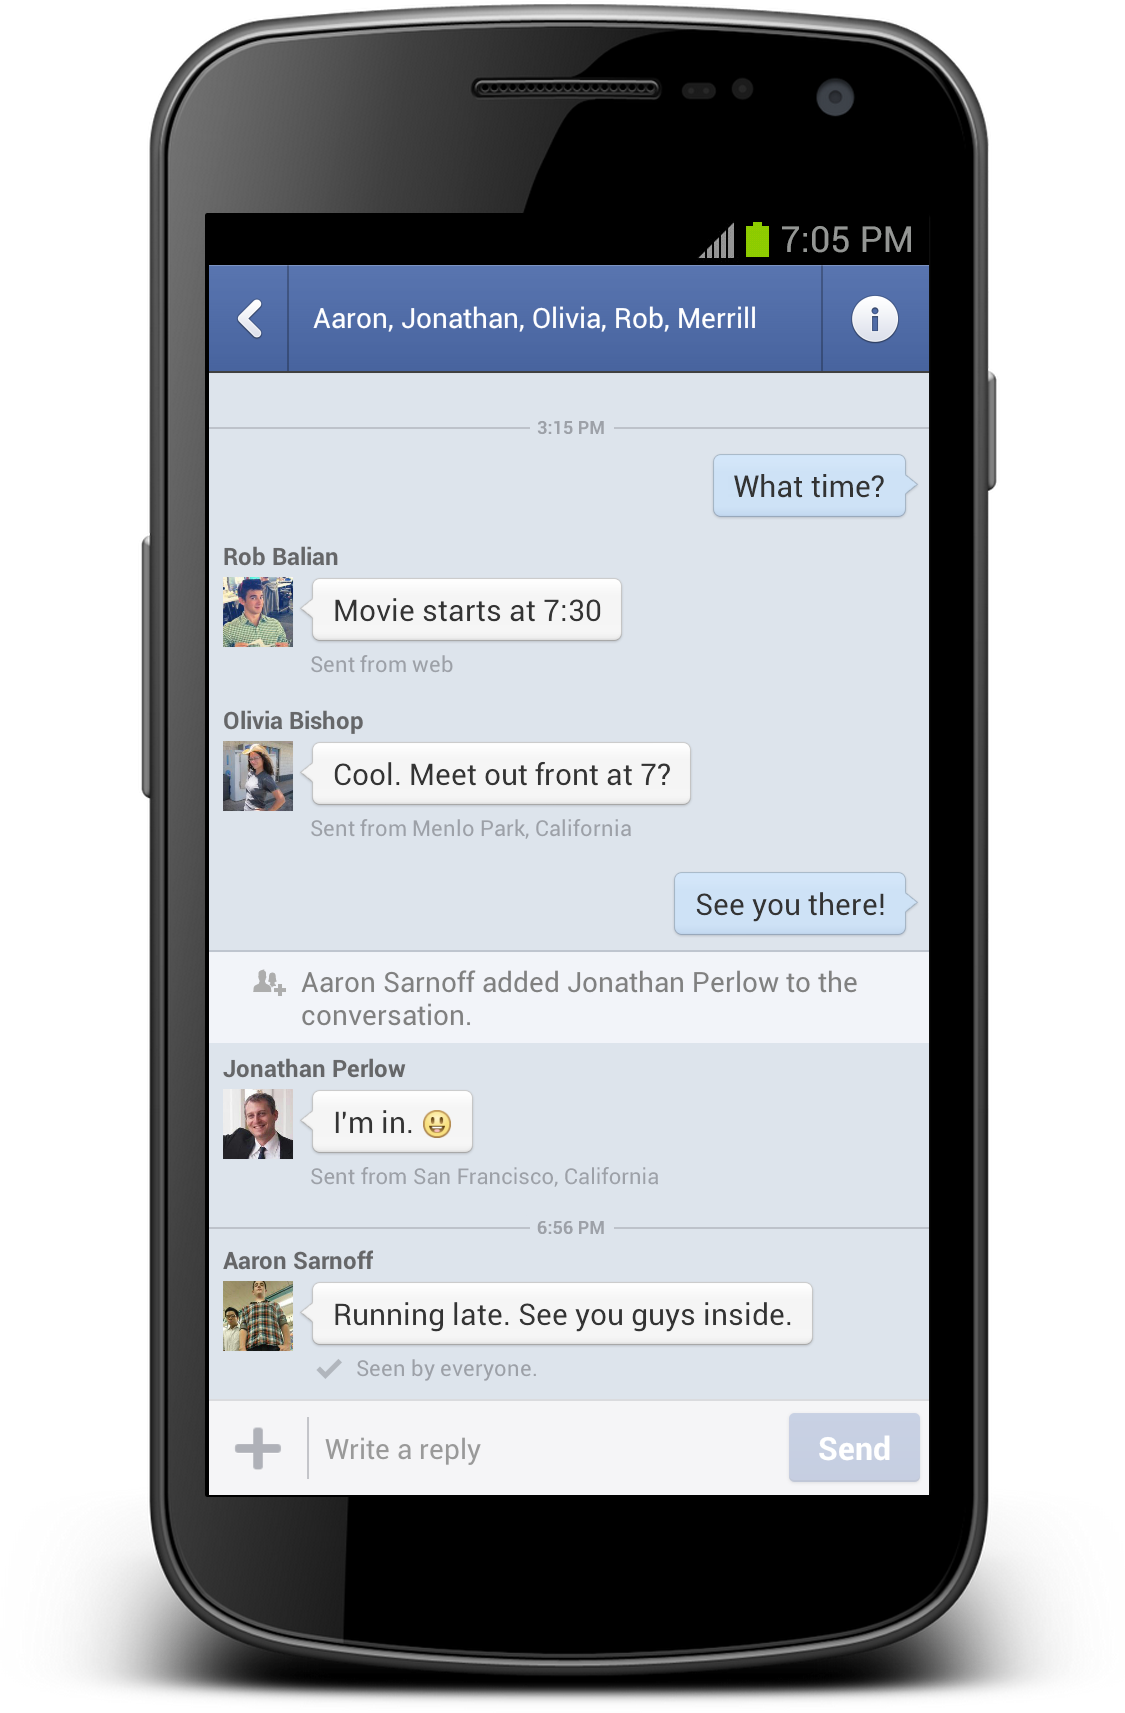 7:05 PM
Aaron, Jonathan, Olivia, Rob, Merrill
3:15 PM
What time?
Rob Balian
Movie starts at 7:30
Sent from web
Olivia Bishop
Cool. Meet out front at 7?
Sent from Menlo Park, California
See you there!
Aaron Sarnoff added Jonathan Perlow to the
conversation.
Jonathan Perlow
I'm in. 😃
Sent from San Francisco, California
6:56 PM
Aaron Sarnoff
Running late. See you guys inside.
Seen by everyone.
Write a reply
Send